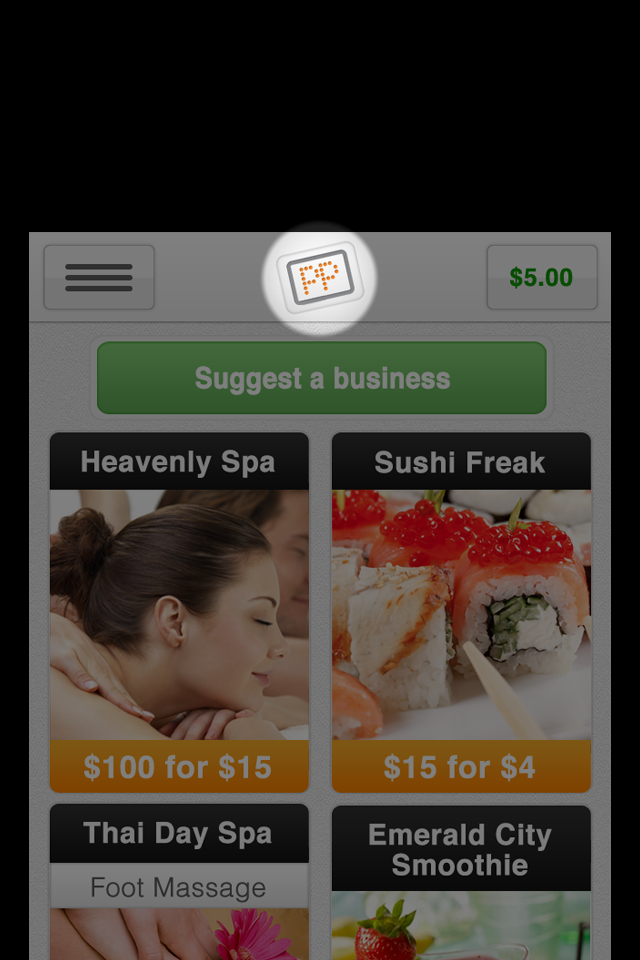 PP
$5.00
Suggest a business
Heavenly Spa
Sushi Freak
$100 for $15
$15 for $4
Thai Day Spa
Foot Massage
Emerald City
Smoothie